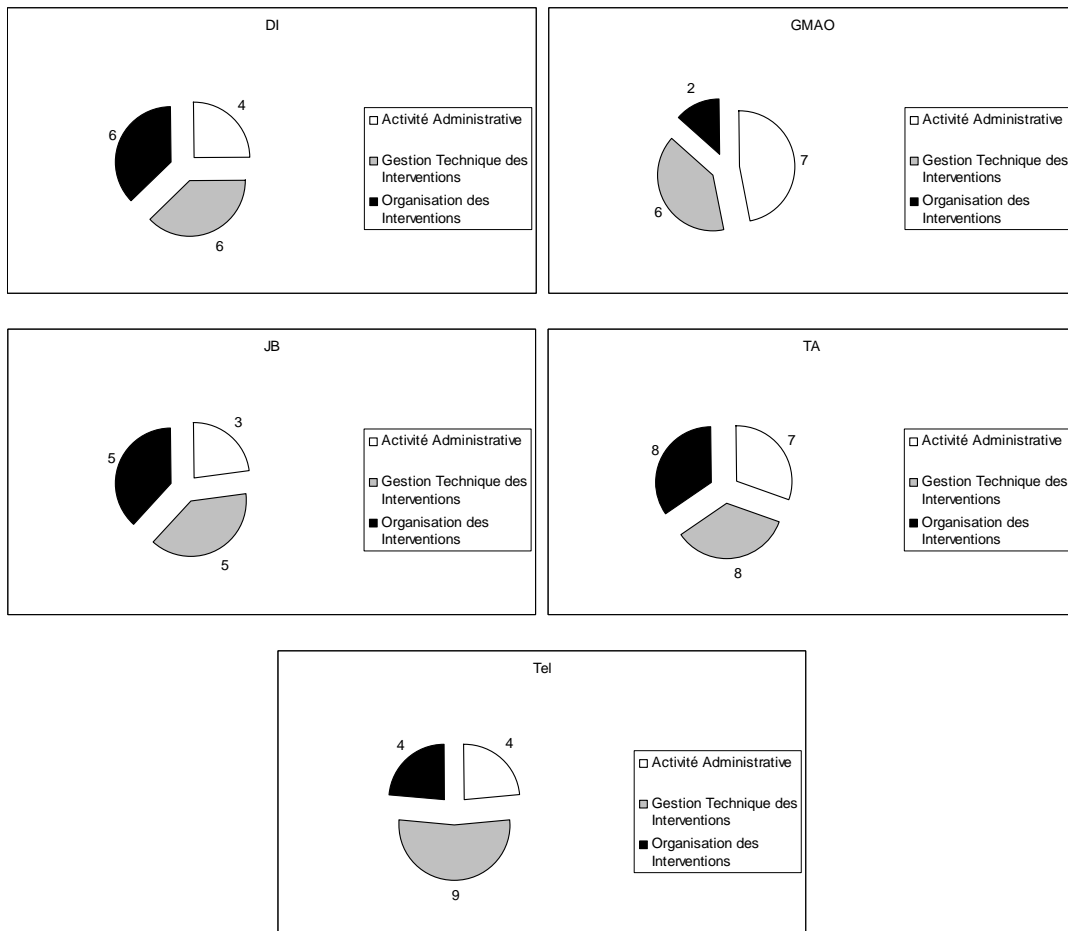 DI
4
6
6
Activité Administrative
Gestion Technique des
Interventions
Organisation des
Interventions
GMAO
2
7
6
Activité Administrative
Gestion Technique des
Interventions
Organisation des
Interventions
JB
3
5
5
Activité Administrative
Gestion Technique des
Interventions
Organisation des
Interventions
TA
8
7
8
Activité Administrative
Gestion Technique des
Interventions
Organisation des
Interventions
Tel
4
4
9
Activité Administrative
Gestion Technique des
Interventions
Organisation des
Interventions